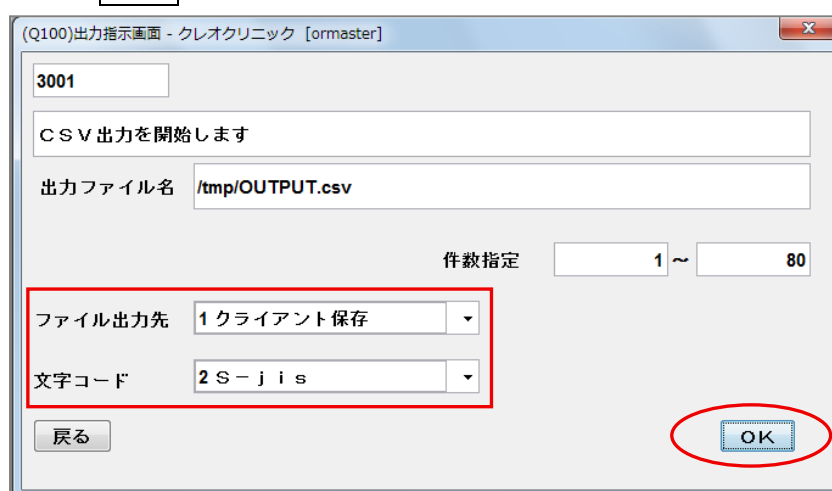 (Q100)出力指示画面 - クレオクリニック [ormaster]
3001
ＣＳＶ出力を開始します
出力ファイル名 /tmp/OUTPUT.csv
件数指定 1 ～ 80
ファイル出力先 1 クライアント保存
文字コード 2 Ｓ－ｊｉｓ
戻る ＯＫ